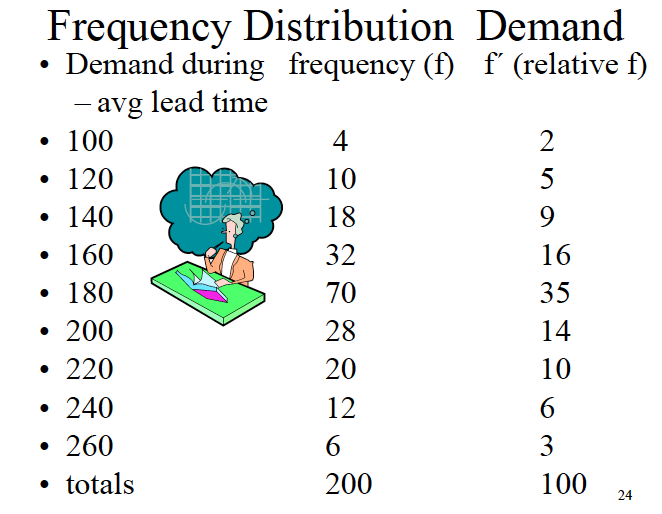 Frequency Distribution Demand
• Demand during frequency (f) f´ (relative f)
– avg lead time
• 100 4 2
• 120 10 5
• 140 18 9
• 160 32 16
• 180 70 35
• 200 28 14
• 220 20 10
• 240 12 6
• 260 6 3
• totals 200 100
24